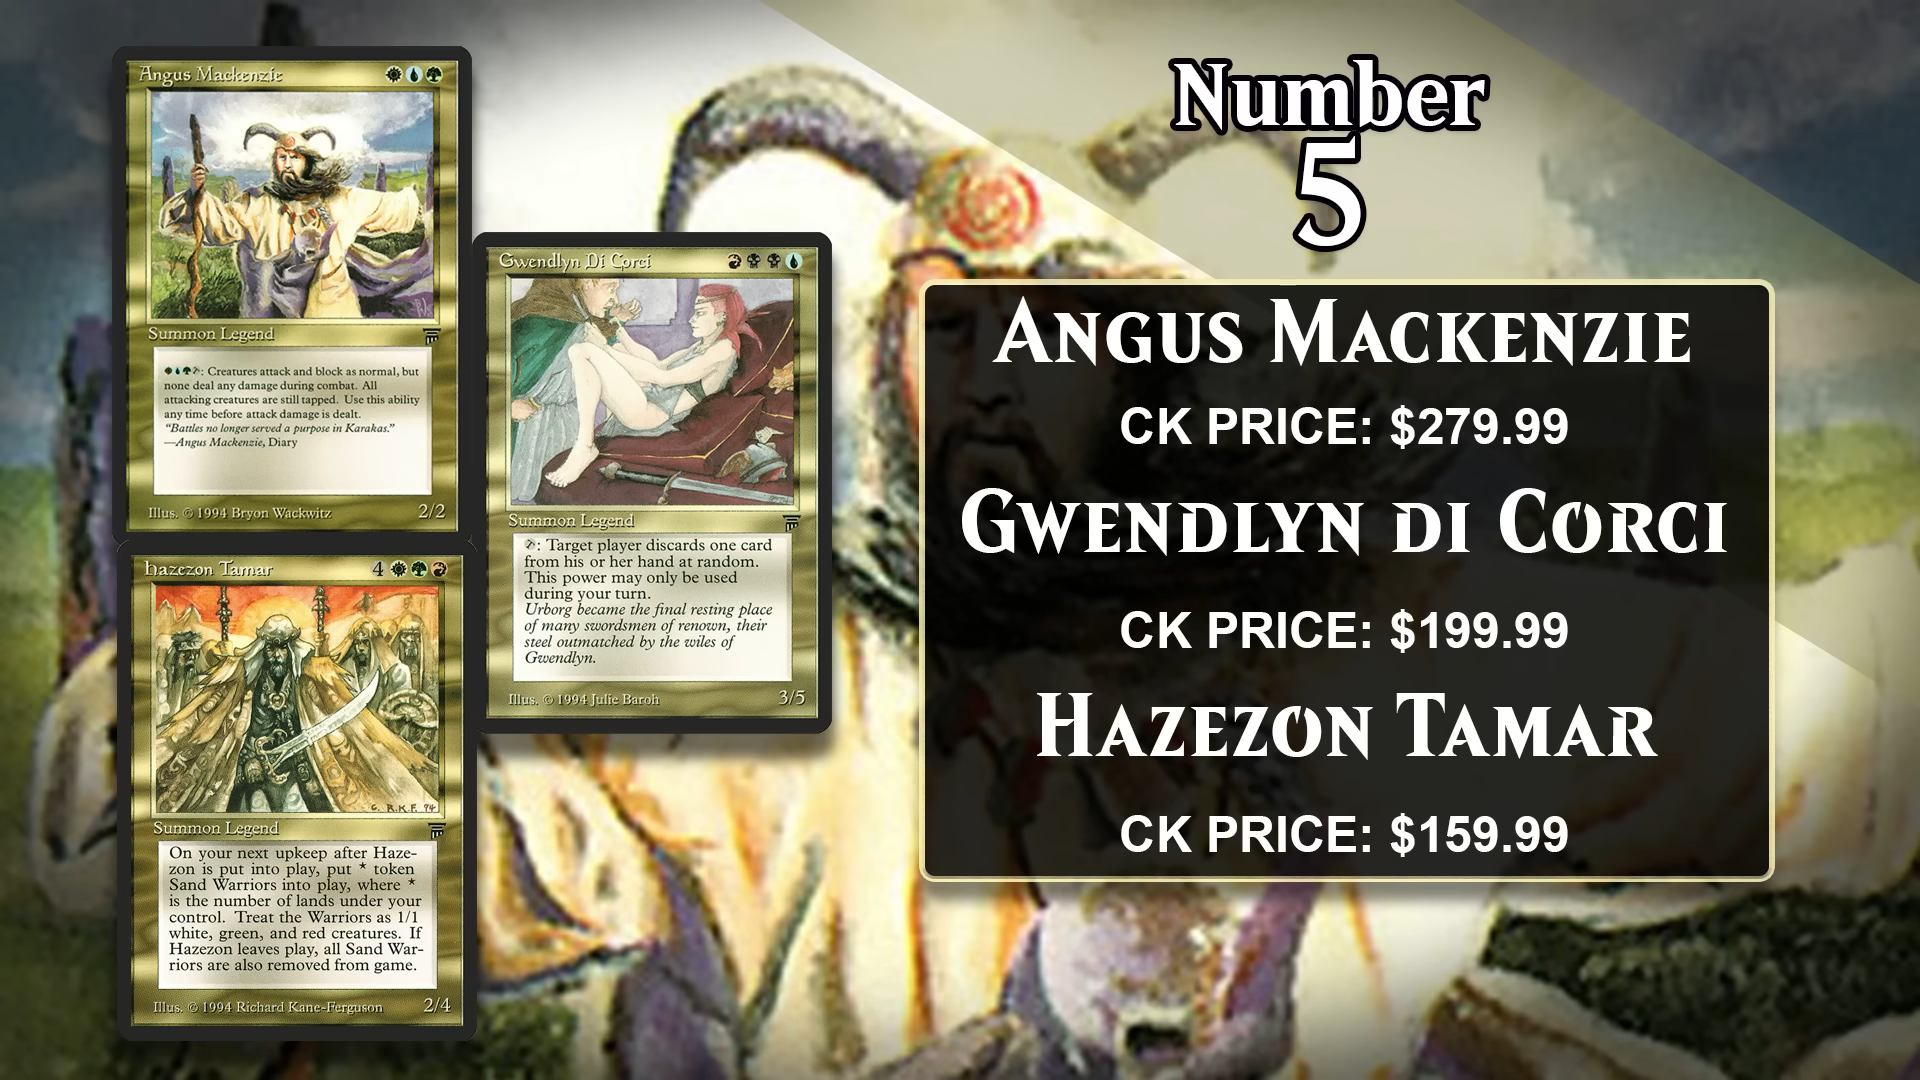 Angus Mackenzie
: Creatures attack and block as normal, but
none deal any damage during combat. All
attacking creatures are still tapped. Use this ability
any time before attack damage is dealt.
"Battles no longer served a purpose in Karakas."
—Angus Mackenzie, Diary
Summon Legend
Illus. © 1994 Bryon Wackwitz
2/2
Gwendlyn Di Corci
Summon Legend
: Target player discards one card
from his or her hand at random.
This power may only be used
during your turn.
Urborg became the final resting place
of many swordsmen of renown, their
steel outmatched by the wiles of
Gwendlyn.
Illus. © 1994 Julie Baroh
3/5
Hazezon Tamar 4
C. R.K.F. 94
Summon Legend
On your next upkeep after Haze-
zon is put into play, put * token
Sand Warriors into play, where *
is the number of lands under your
control. Treat the Warriors as 1/1
white, green, and red creatures. If
Hazezon leaves play, all Sand War-
riors are also removed from game.
Illus. © 1994 Richard Kane-Ferguson
2/4
Number
5
Angus Mackenzie
CK PRICE: $279.99
Gwendlyn di Corci
CK PRICE: $199.99
Hazezon Tamar
CK PRICE: $159.99